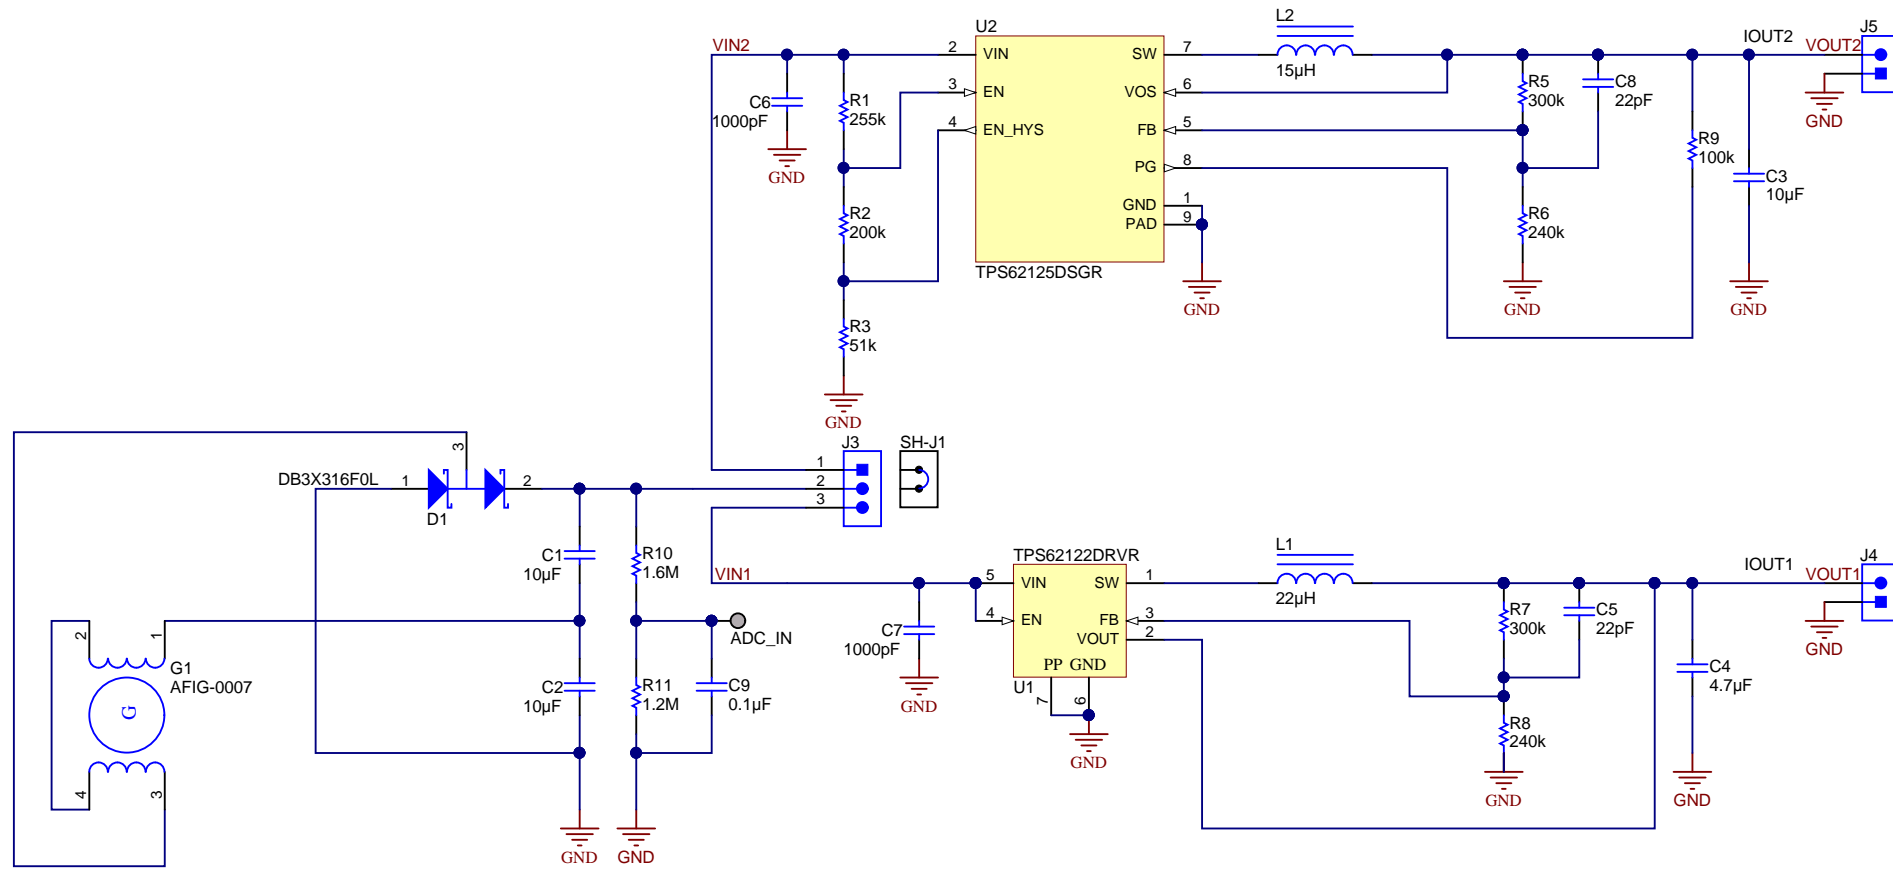 U2
L2
J5
VIN2
2
VIN
SW
7
15µH
IOUT2
VOUT2
3
EN
VOS
6
C6
1000pF
R1
255k
R5
300k
C8
22pF
GND
4
EN_HYS
FB
5
R9
100k
GND
PG
8
C3
10µF
R2
200k
GND
1
PAD
9
R6
240k
TPS62125DSGR
GND
GND
GND
R3
51k
GND
3
J3
SH-J1
DB3X316F0L
1
2
D1
1
2
3
C1
10µF
R10
1.6M
VIN1
TPS62122DRVR
5
VIN
SW
1
L1
22µH
IOUT1
VOUT1
J4
4
EN
FB
3
VOUT
2
PP
GND
U1
7
6
GND
C7
1000pF
GND
R7
300k
C5
22pF
GND
C4
4.7µF
R8
240k
GND
GND
ADC_IN
2
1
G1
AFIG-0007
G
4
3
C2
10µF
R11
1.2M
C9
0.1µF
GND
GND